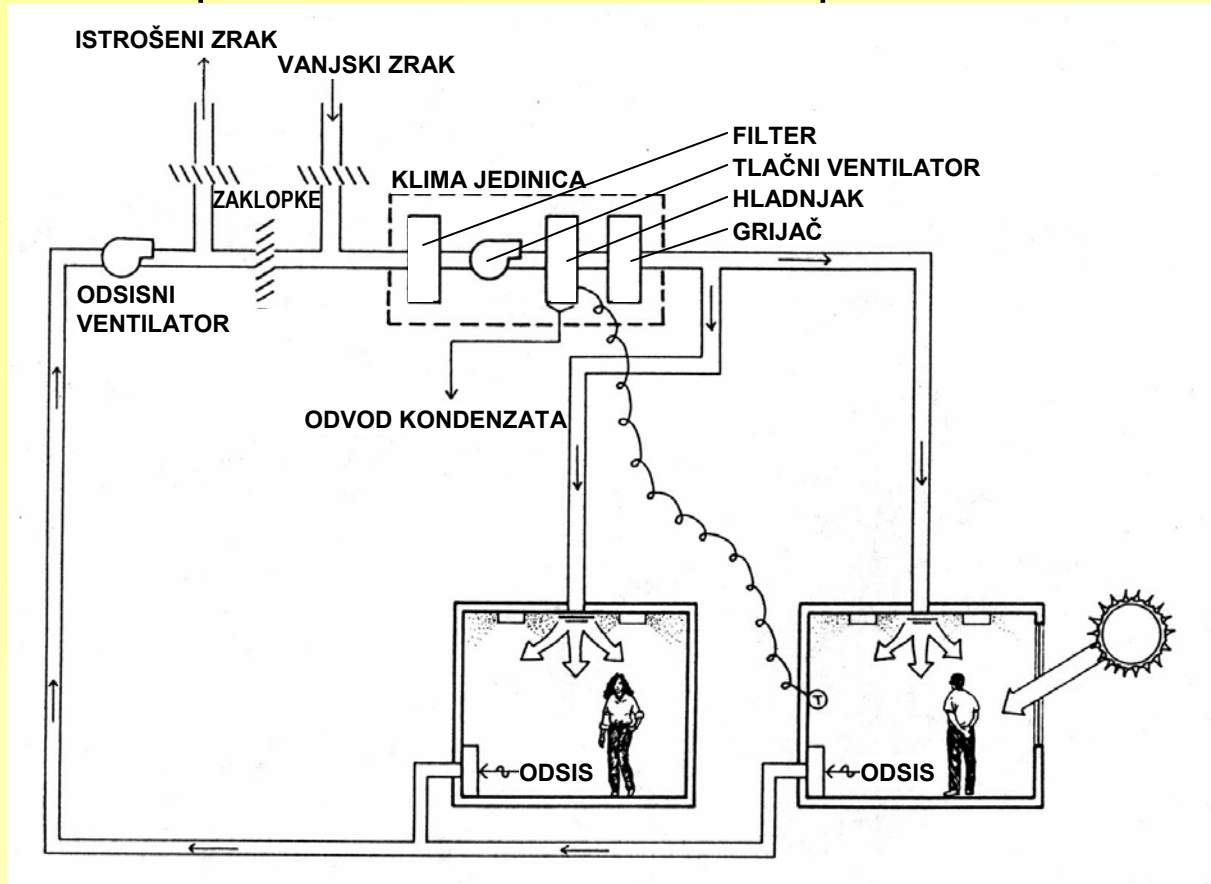 ISTROŠENI ZRAK
VANJSKI ZRAK
FILTER
TLAČNI VENTILATOR
KLIMA JEDINICA
HLADNJAK
ZAKLOPKE
GRIJAČ
ODSISNI
VENTILATOR
ODVOD KONDENZATA
T
ODSIS
ODSIS